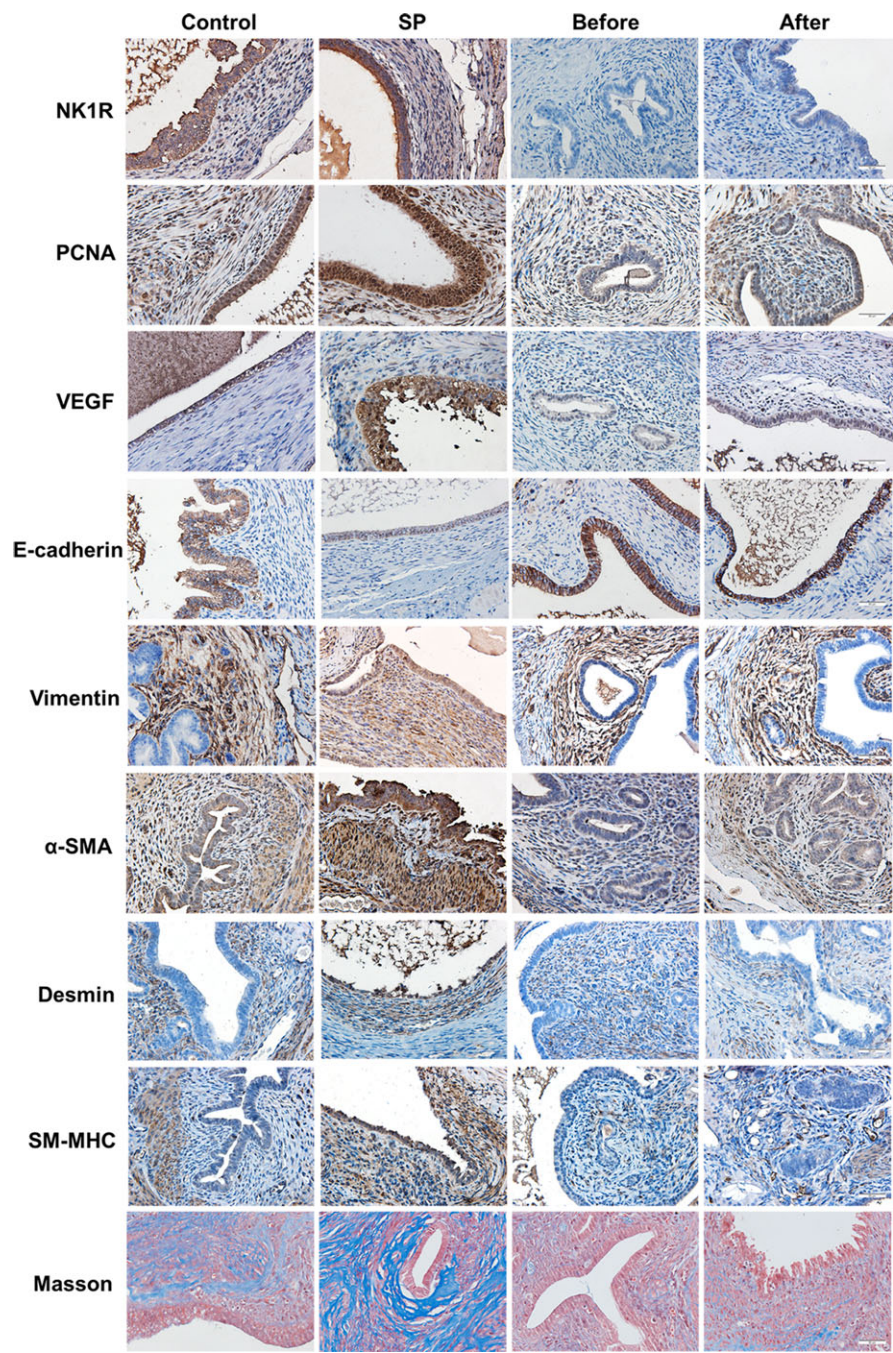 Control SP Before After
NK1R
PCNA
VEGF
E-cadherin
Vimentin
α-SMA
Desmin
SM-MHC
Masson